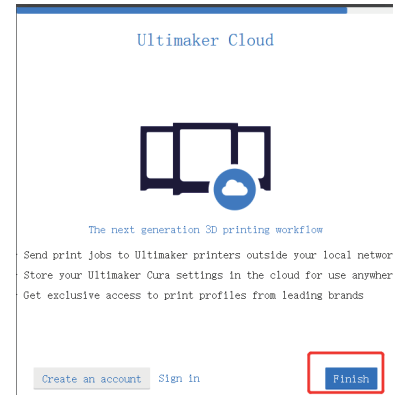 Ultimaker Cloud
The next generation 3D printing workflow
· Send print jobs to Ultimaker printers outside your local networ
· Store your Ultimaker Cura settings in the cloud for use anywher
· Get exclusive access to print profiles from leading brands
Create an account Sign in Finish